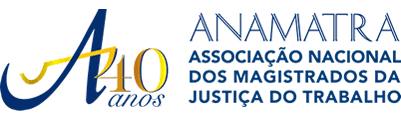 A 40
anos
ANAMATRA
ASSOCIAÇÃO NACIONAL
DOS MAGISTRADOS DA
JUSTIÇA DO TRABALHO